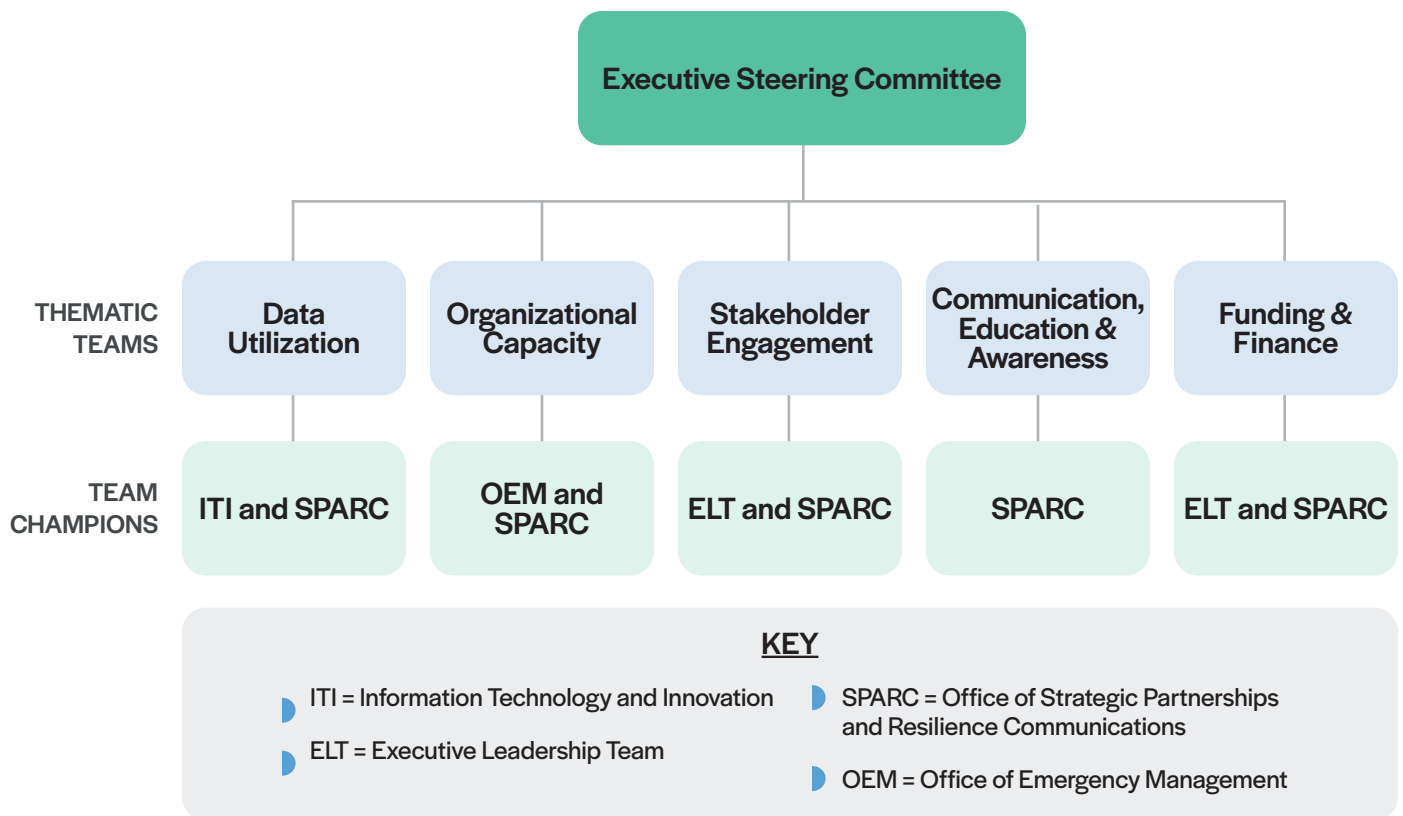 Executive Steering Committee
THEMATIC
TEAMS
Data
Utilization
Organizational
Capacity
Stakeholder
Engagement
Communication,
Education &
Awareness
Funding &
Finance
TEAM
CHAMPIONS
ITI and SPARC
OEM and
SPARC
ELT and SPARC
SPARC
ELT and SPARC
KEY
ITI = Information Technology and Innovation
ELT = Executive Leadership Team
SPARC = Office of Strategic Partnerships
and Resilience Communications
OEM = Office of Emergency Management